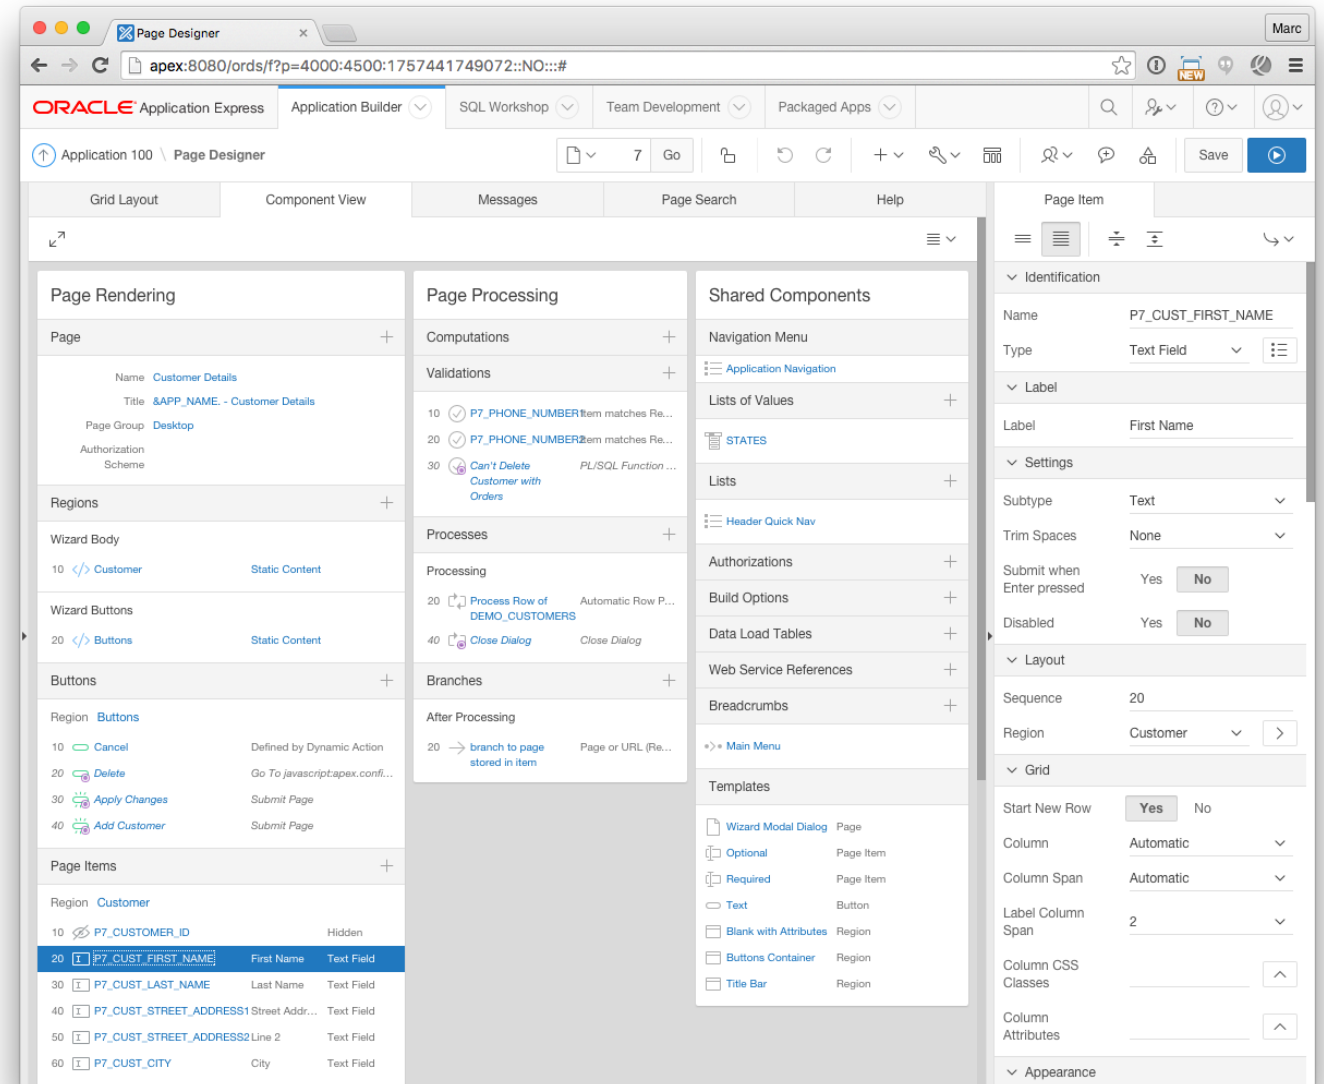 Page Designer
Marc
apex:8080/ords/f?p=4000:4500:1757441749072::NO:::#
NEW
ORACLE Application Express
Application Builder
SQL Workshop
Team Development
Packaged Apps
Application 100 \ Page Designer
7
Go
Save
Grid Layout
Component View
Messages
Page Search
Help
Page Rendering
Page
Name Customer Details
Title &APP_NAME. - Customer Details
Page Group Desktop
Authorization
Scheme
Regions
Wizard Body
10 </> Customer Static Content
Wizard Buttons
20 </> Buttons Static Content
Buttons
Region Buttons
10 Cancel Defined by Dynamic Action
20 Delete Go To javascript:apex.confi...
30 Apply Changes Submit Page
40 Add Customer Submit Page
Page Items
Region Customer
10 P7_CUSTOMER_ID Hidden
20 P7_CUST_FIRST_NAME First Name Text Field
30 P7_CUST_LAST_NAME Last Name Text Field
40 P7_CUST_STREET_ADDRESS1 Street Addr... Text Field
50 P7_CUST_STREET_ADDRESS2 Line 2 Text Field
60 P7_CUST_CITY City Text Field
Page Processing
Computations
Validations
10 P7_PHONE_NUMBER1 Item matches Re...
20 P7_PHONE_NUMBER2 Item matches Re...
30 Can't Delete PL/SQL Function ...
Customer with
Orders
Processes
Processing
20 Process Row of Automatic Row P...
DEMO_CUSTOMERS
40 Close Dialog Close Dialog
Branches
After Processing
20 branch to page Page or URL (Re...
stored in item
Shared Components
Navigation Menu
Application Navigation
Lists of Values
STATES
Lists
Header Quick Nav
Authorizations
Build Options
Data Load Tables
Web Service References
Breadcrumbs
Main Menu
Templates
Wizard Modal Dialog Page
Optional Page Item
Required Page Item
Text Button
Blank with Attributes Region
Buttons Container Region
Title Bar Region
Page Item
Identification
Name P7_CUST_FIRST_NAME
Type Text Field
Label
Label First Name
Settings
Subtype Text
Trim Spaces None
Submit when
Enter pressed Yes No
Disabled Yes No
Layout
Sequence 20
Region Customer
Grid
Start New Row Yes No
Column Automatic
Column Span Automatic
Label Column
Span 2
Column CSS
Classes
Column
Attributes
Appearance